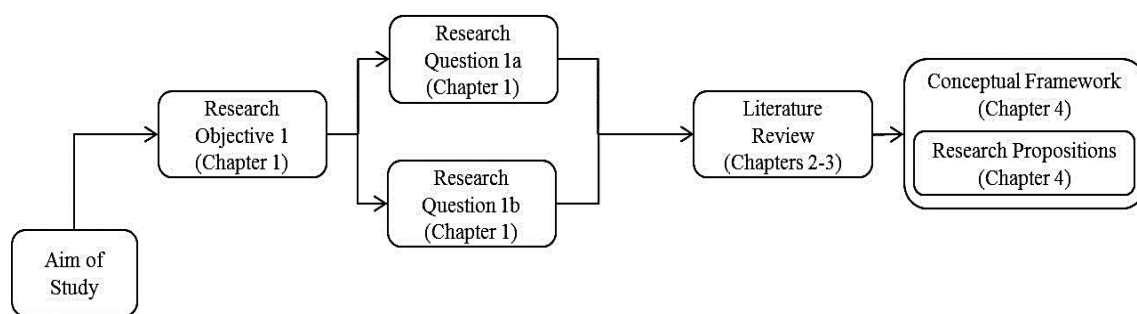 Aim of
Study
Research
Objective 1
(Chapter 1)
Research
Question 1a
(Chapter 1)
Research
Question 1b
(Chapter 1)
Literature
Review
(Chapters 2-3)
Conceptual Framework
(Chapter 4)
Research Propositions
(Chapter 4)